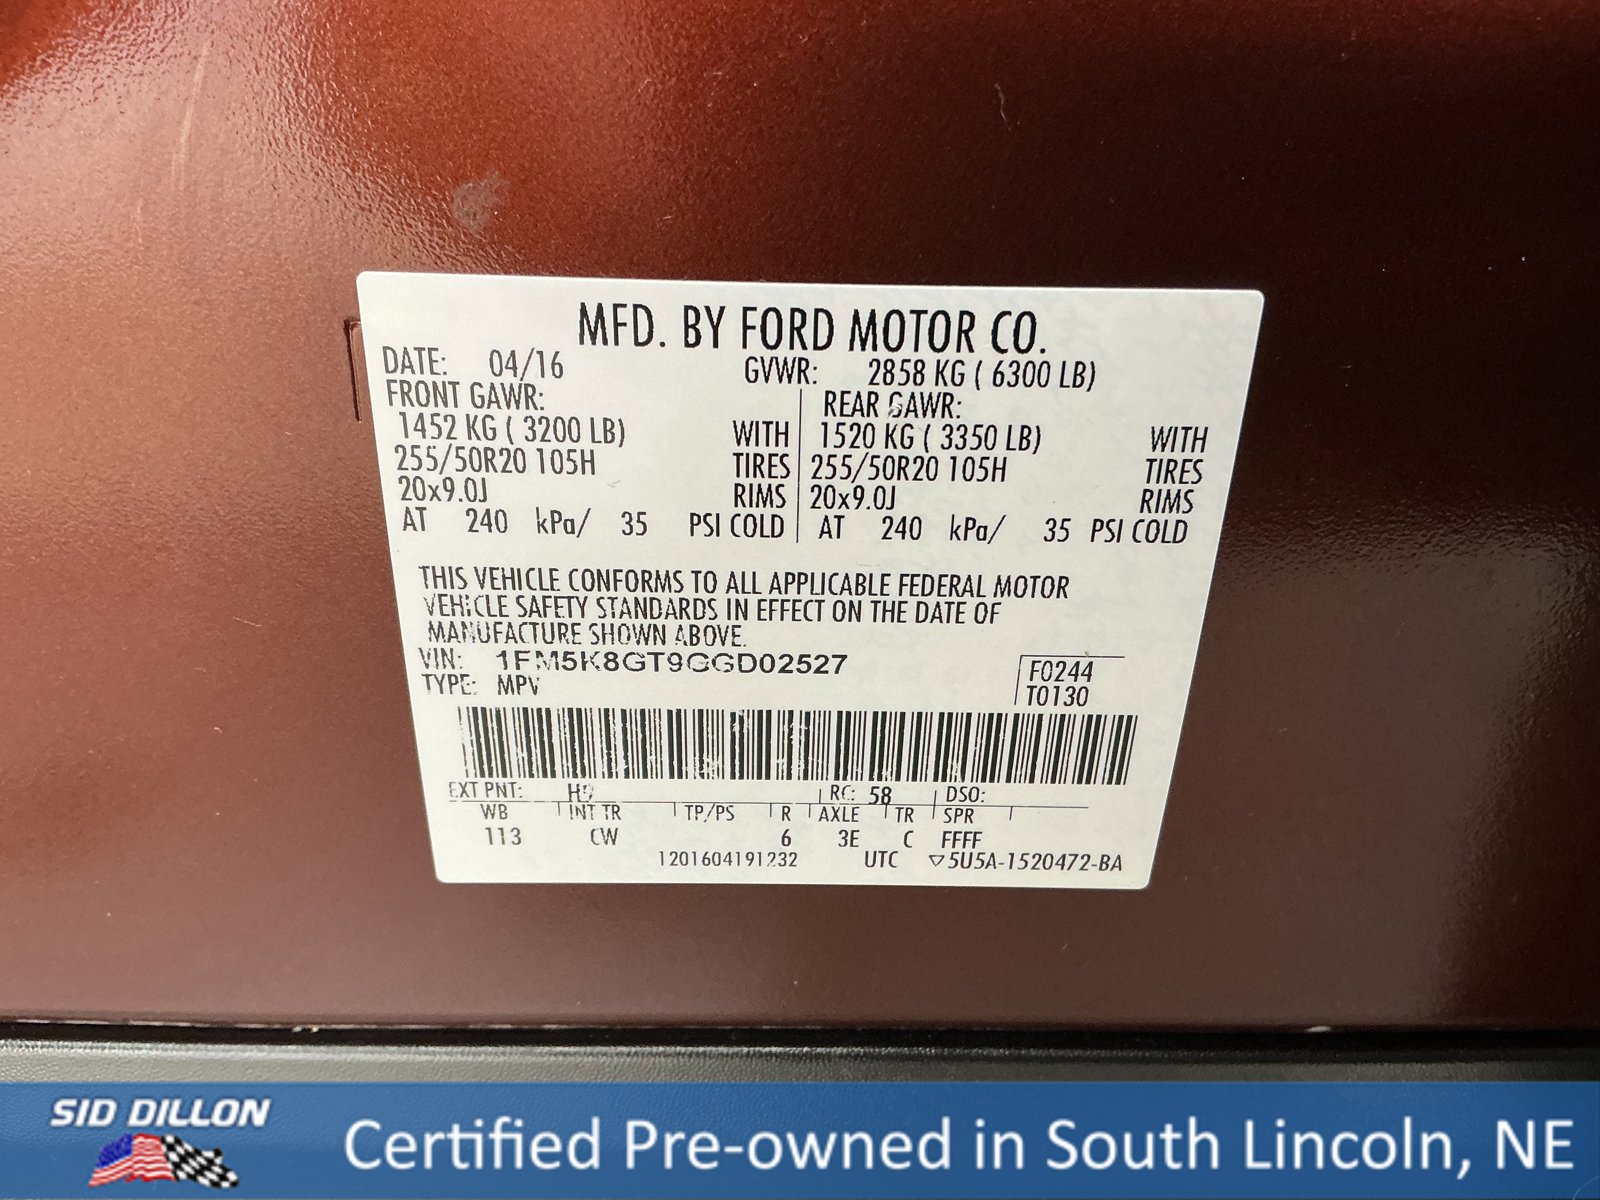 MFD. BY FORD MOTOR CO.
DATE: 04/16 GVWR: 2858 KG ( 6300 LB)
FRONT GAWR: REAR GAWR:
1452 KG ( 3200 LB) WITH 1520 KG ( 3350 LB) WITH
255/50R20 105H TIRES 255/50R20 105H TIRES
20x9.0J RIMS 20x9.0J RIMS
AT 240 kPa/ 35 PSI COLD AT 240 kPa/ 35 PSI COLD
THIS VEHICLE CONFORMS TO ALL APPLICABLE FEDERAL MOTOR
VEHICLE SAFETY STANDARDS IN EFFECT ON THE DATE OF
MANUFACTURE SHOWN ABOVE.
VIN: 1FM5K8GT9GGD02527
TYPE: MPV
F0244
T0130
EXT PNT: RC: 58 DSO:
WB INT TR TP/PS R AXLE TR SPR
113 CW 6 3E C FFFF
1201604191232 UTC ▽5U5A-1520472-BA
SID DILLON
Certified Pre-owned in South Lincoln, NE